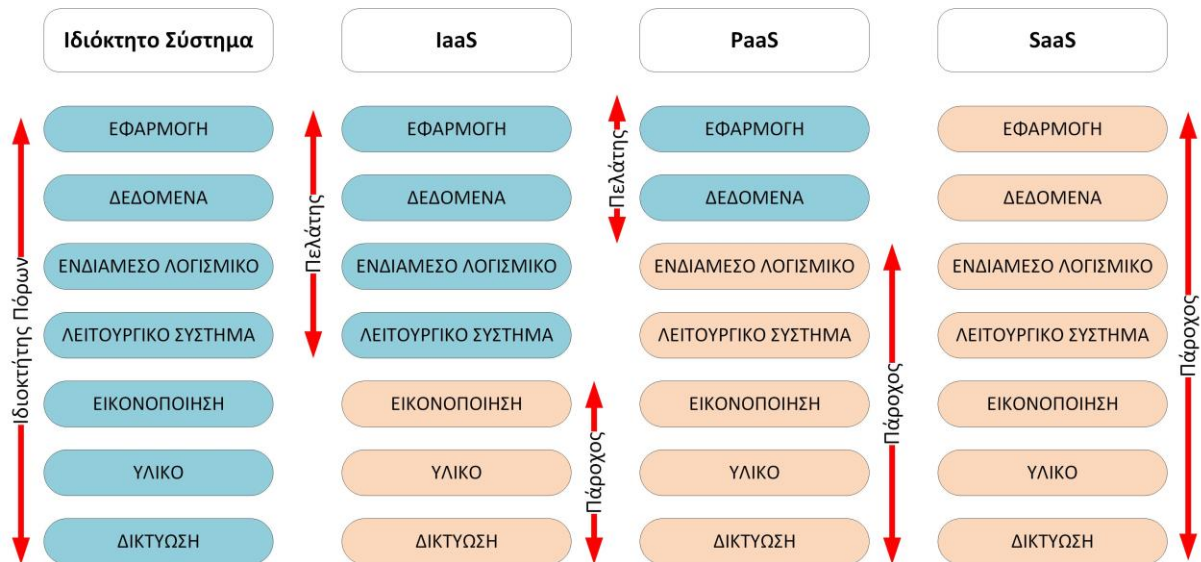 Ιδιόκτητο Σύστημα
IaaS
PaaS
SaaS
Ιδιοκτήτης Πόρων
ΕΦΑΡΜΟΓΗ
ΔΕΔΟΜΕΝΑ
ΕΝΔΙΑΜΕΣΟ ΛΟΓΙΣΜΙΚΟ
ΛΕΙΤΟΥΡΓΙΚΟ ΣΥΣΤΗΜΑ
ΕΙΚΟΝΟΠΟΙΗΣΗ
ΥΛΙΚΟ
ΔΙΚΤΥΩΣΗ
Πελάτης
ΕΦΑΡΜΟΓΗ
ΔΕΔΟΜΕΝΑ
ΕΝΔΙΑΜΕΣΟ ΛΟΓΙΣΜΙΚΟ
ΛΕΙΤΟΥΡΓΙΚΟ ΣΥΣΤΗΜΑ
ΕΙΚΟΝΟΠΟΙΗΣΗ
ΥΛΙΚΟ
ΔΙΚΤΥΩΣΗ
Πάροχος
Πελάτης
ΕΦΑΡΜΟΓΗ
ΔΕΔΟΜΕΝΑ
ΕΝΔΙΑΜΕΣΟ ΛΟΓΙΣΜΙΚΟ
ΛΕΙΤΟΥΡΓΙΚΟ ΣΥΣΤΗΜΑ
ΕΙΚΟΝΟΠΟΙΗΣΗ
ΥΛΙΚΟ
ΔΙΚΤΥΩΣΗ
Πάροχος
ΕΦΑΡΜΟΓΗ
ΔΕΔΟΜΕΝΑ
ΕΝΔΙΑΜΕΣΟ ΛΟΓΙΣΜΙΚΟ
ΛΕΙΤΟΥΡΓΙΚΟ ΣΥΣΤΗΜΑ
ΕΙΚΟΝΟΠΟΙΗΣΗ
ΥΛΙΚΟ
ΔΙΚΤΥΩΣΗ
Πάροχος